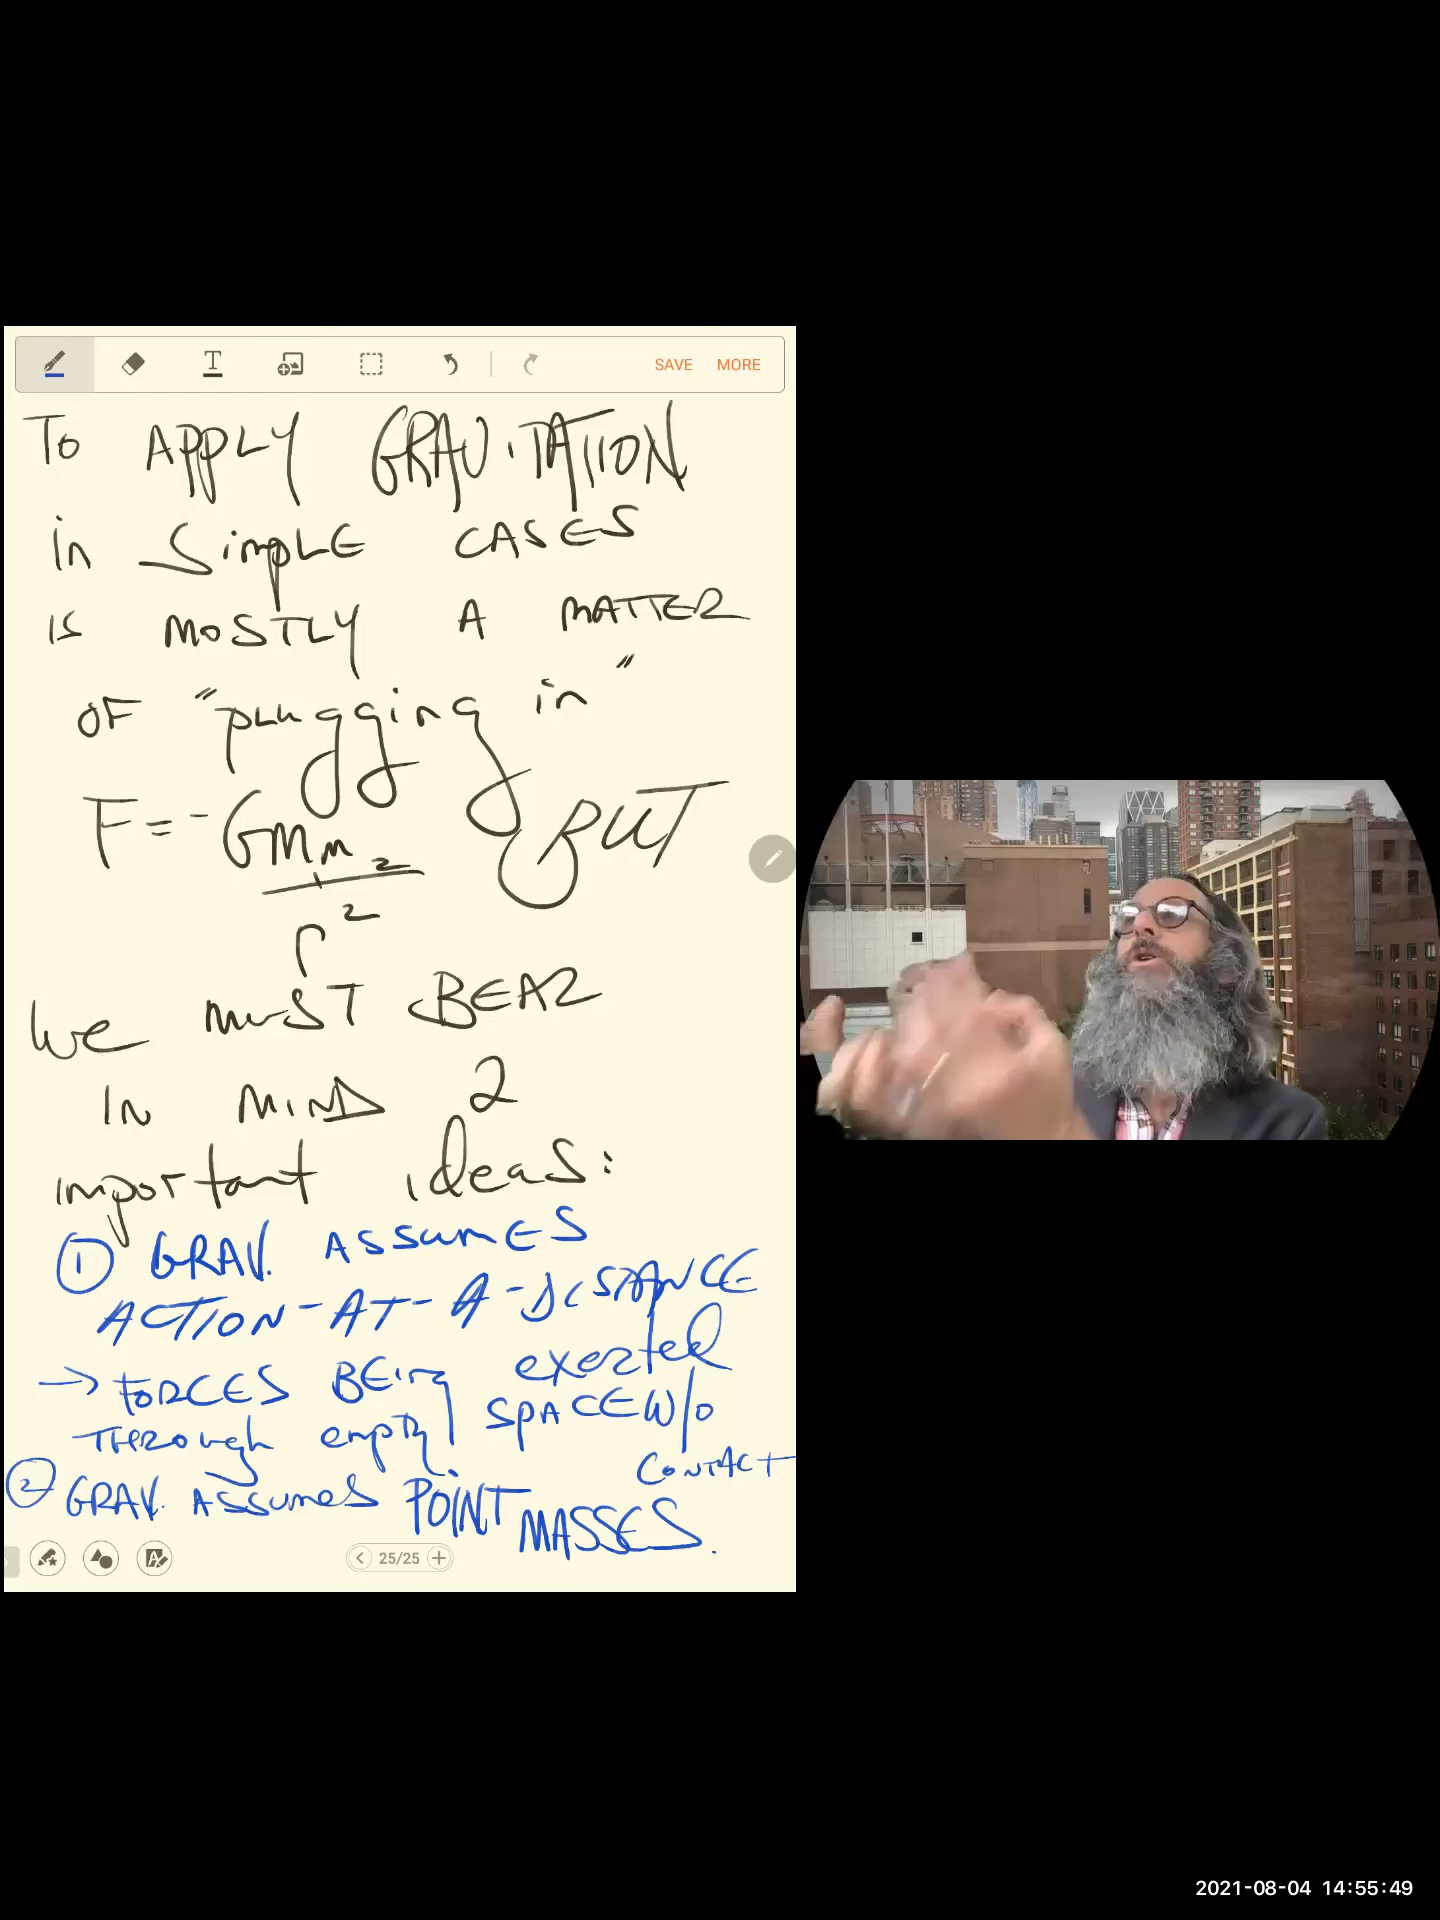 T
SAVE MORE
To APPLY GRAVITATION
in SimpLE CASES
is MOSTLY A MATTER
OF "plugging in"
F = -Gm₁m₂ BUT
r²
We MUST BEAR
IN MIND 2
important ideas:
① GRAV. ASSUMES
ACTION-AT-A-DISTANCE
→ FORCES BEing exerted
THROugh empty SPACE W/O
CONTACT
② GRAV. ASSUMES POINT
MASSES.
25/25
2021-08-04 14:55:49